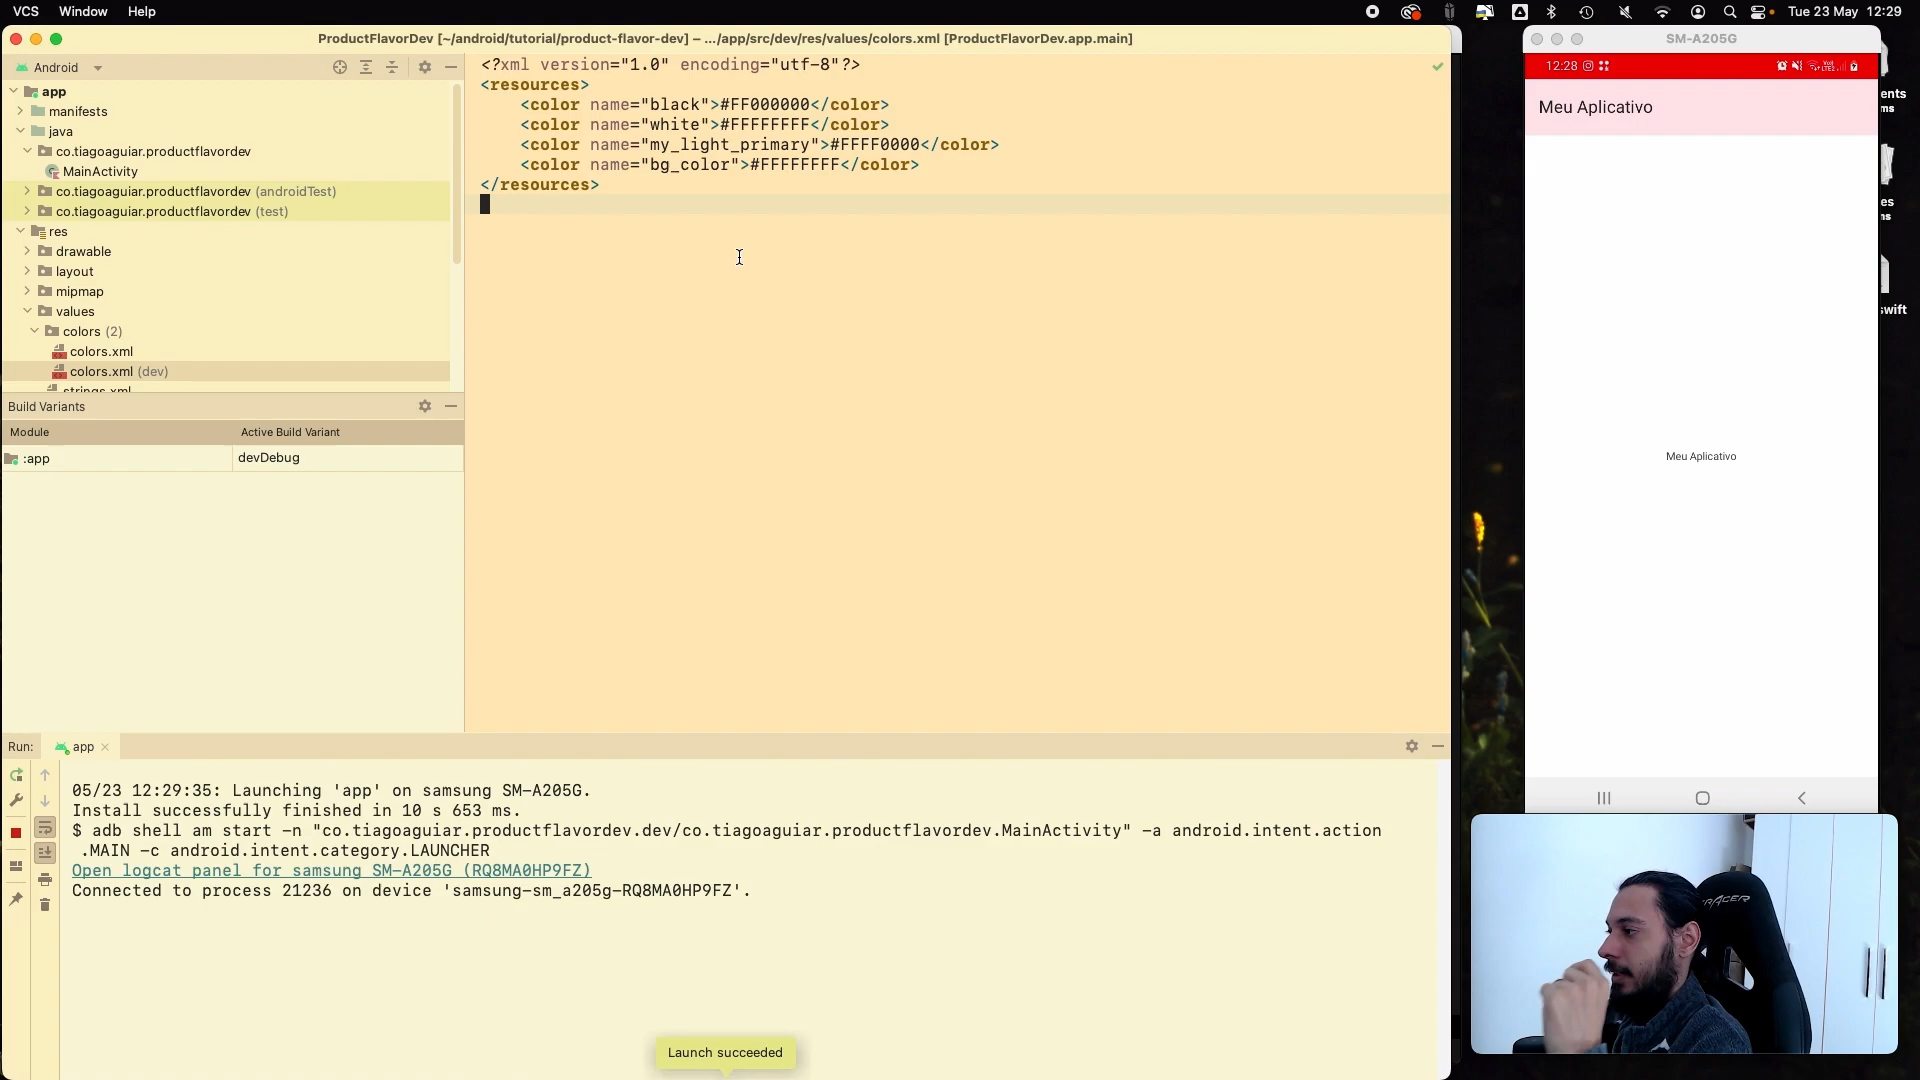 VCS Window Help
Tue 23 May 12:29
ProductFlavorDev [~/android/tutorial/product-flavor-dev] – .../app/src/dev/res/values/colors.xml [ProductFlavorDev.app.main]
Android
app
manifests
java
co.tiagoaguiar.productflavordev
MainActivity
co.tiagoaguiar.productflavordev (androidTest)
co.tiagoaguiar.productflavordev (test)
res
drawable
layout
mipmap
values
colors (2)
colors.xml
colors.xml (dev)
strings.xml
<?xml version="1.0" encoding="utf-8"?>
<resources>
<color name="black">#FF000000</color>
<color name="white">#FFFFFFFF</color>
<color name="my_light_primary">#FFFF0000</color>
<color name="bg_color">#FFFFFFFF</color>
</resources>
Build Variants
Module Active Build Variant
:app devDebug
Run: app
05/23 12:29:35: Launching 'app' on samsung SM-A205G.
Install successfully finished in 10 s 653 ms.
$ adb shell am start -n "co.tiagoaguiar.productflavordev.dev/co.tiagoaguiar.productflavordev.MainActivity" -a android.intent.action
.MAIN -c android.intent.category.LAUNCHER
Open logcat panel for samsung SM-A205G (RQ8MA0HP9FZ)
Connected to process 21236 on device 'samsung-sm_a205g-RQ8MA0HP9FZ'.
Launch succeeded
SM-A205G
12:28
Meu Aplicativo
Meu Aplicativo
ents
ms
es
ms
swift